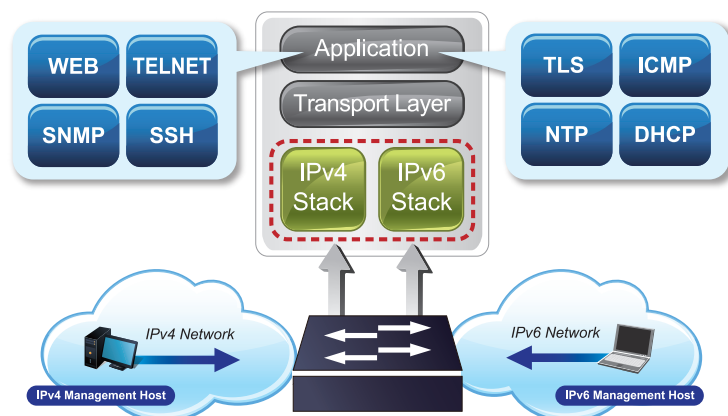 Application
Transport Layer
WEB
TELNET
SNMP
SSH
TLS
ICMP
NTP
DHCP
IPv4
Stack
IPv6
Stack
IPv4 Network
IPv6 Network
IPv4 Management Host
IPv6 Management Host